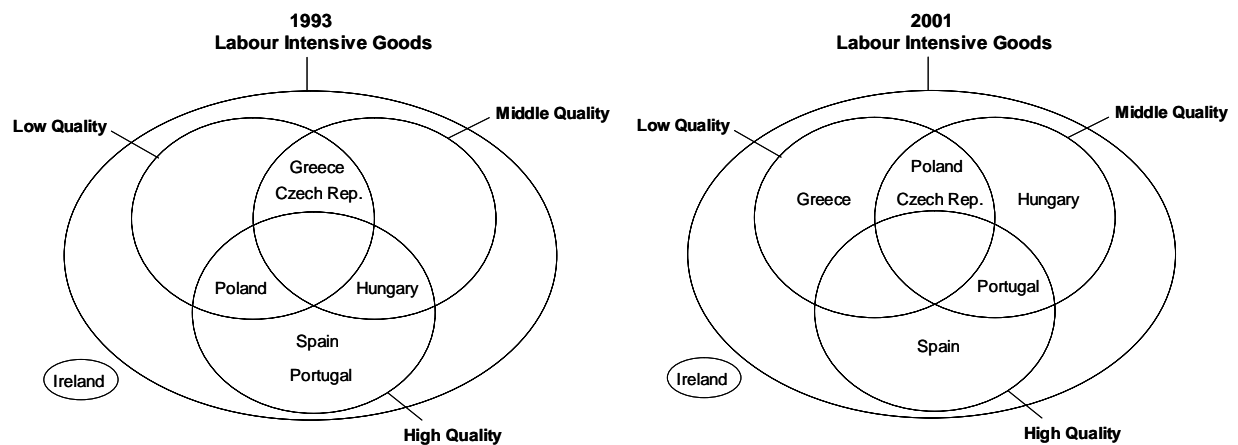 1993
Labour Intensive Goods
Low Quality
Middle Quality
Greece
Czech Rep.
Poland
Hungary
Spain
Portugal
Ireland
High Quality
2001
Labour Intensive Goods
Low Quality
Middle Quality
Poland
Greece
Czech Rep.
Hungary
Portugal
Spain
Ireland
High Quality